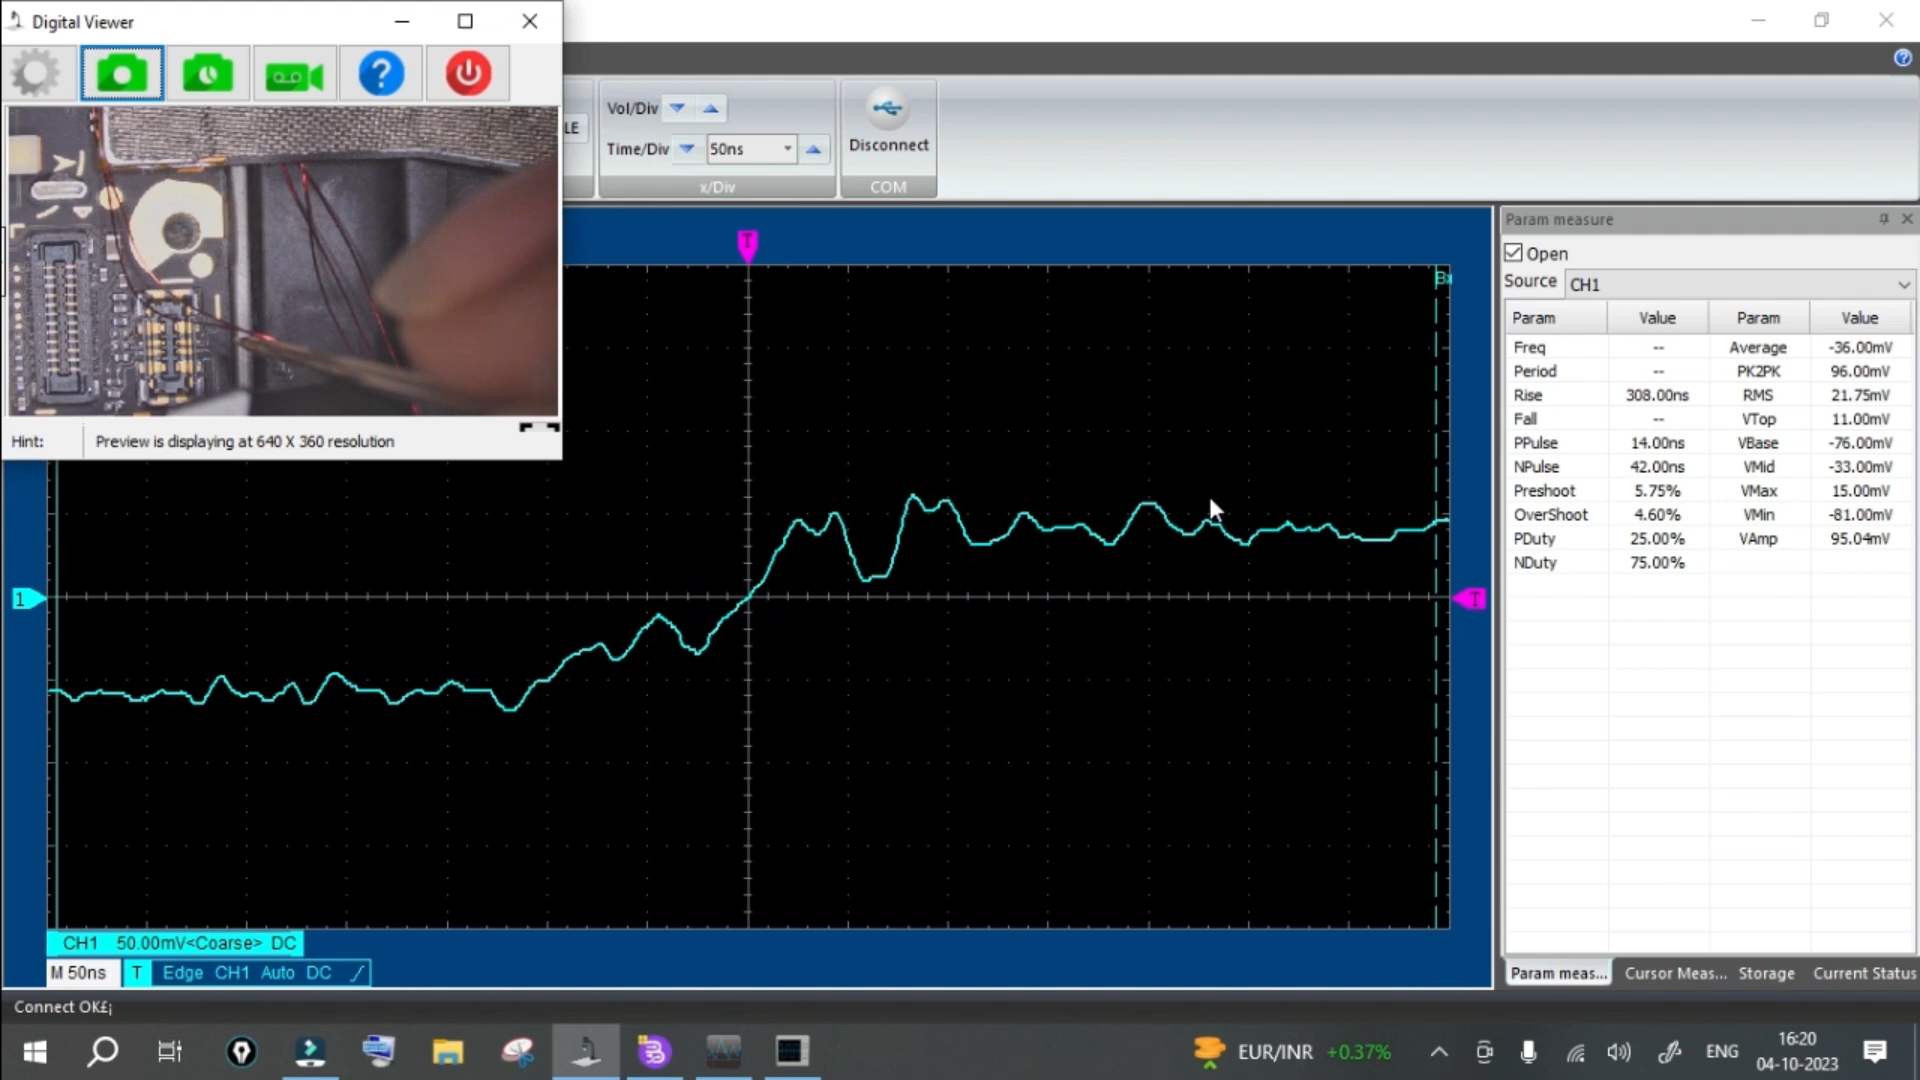 Digital Viewer
LE
Vol/Div
Time/Div 50ns
x/Div
Disconnect
COM
Hint: Preview is displaying at 640 X 360 resolution
T
T
1
Param measure
Open
Source CH1
Param Value Param Value
Freq -- Average -36.00mV
Period -- PK2PK 96.00mV
Rise 308.00ns RMS 21.75mV
Fall -- VTop 11.00mV
PPulse 14.00ns VBase -76.00mV
NPulse 42.00ns VMid -33.00mV
Preshoot 5.75% VMax 15.00mV
OverShoot 4.60% VMin -81.00mV
PDuty 25.00% VAmp 95.04mV
NDuty 75.00%
CH1 50.00mV<Coarse> DC
M 50ns T Edge CH1 Auto DC
Param meas... Cursor Meas... Storage Current Status
Connect OK£¡
EUR/INR +0.37%
ENG
16:20
04-10-2023